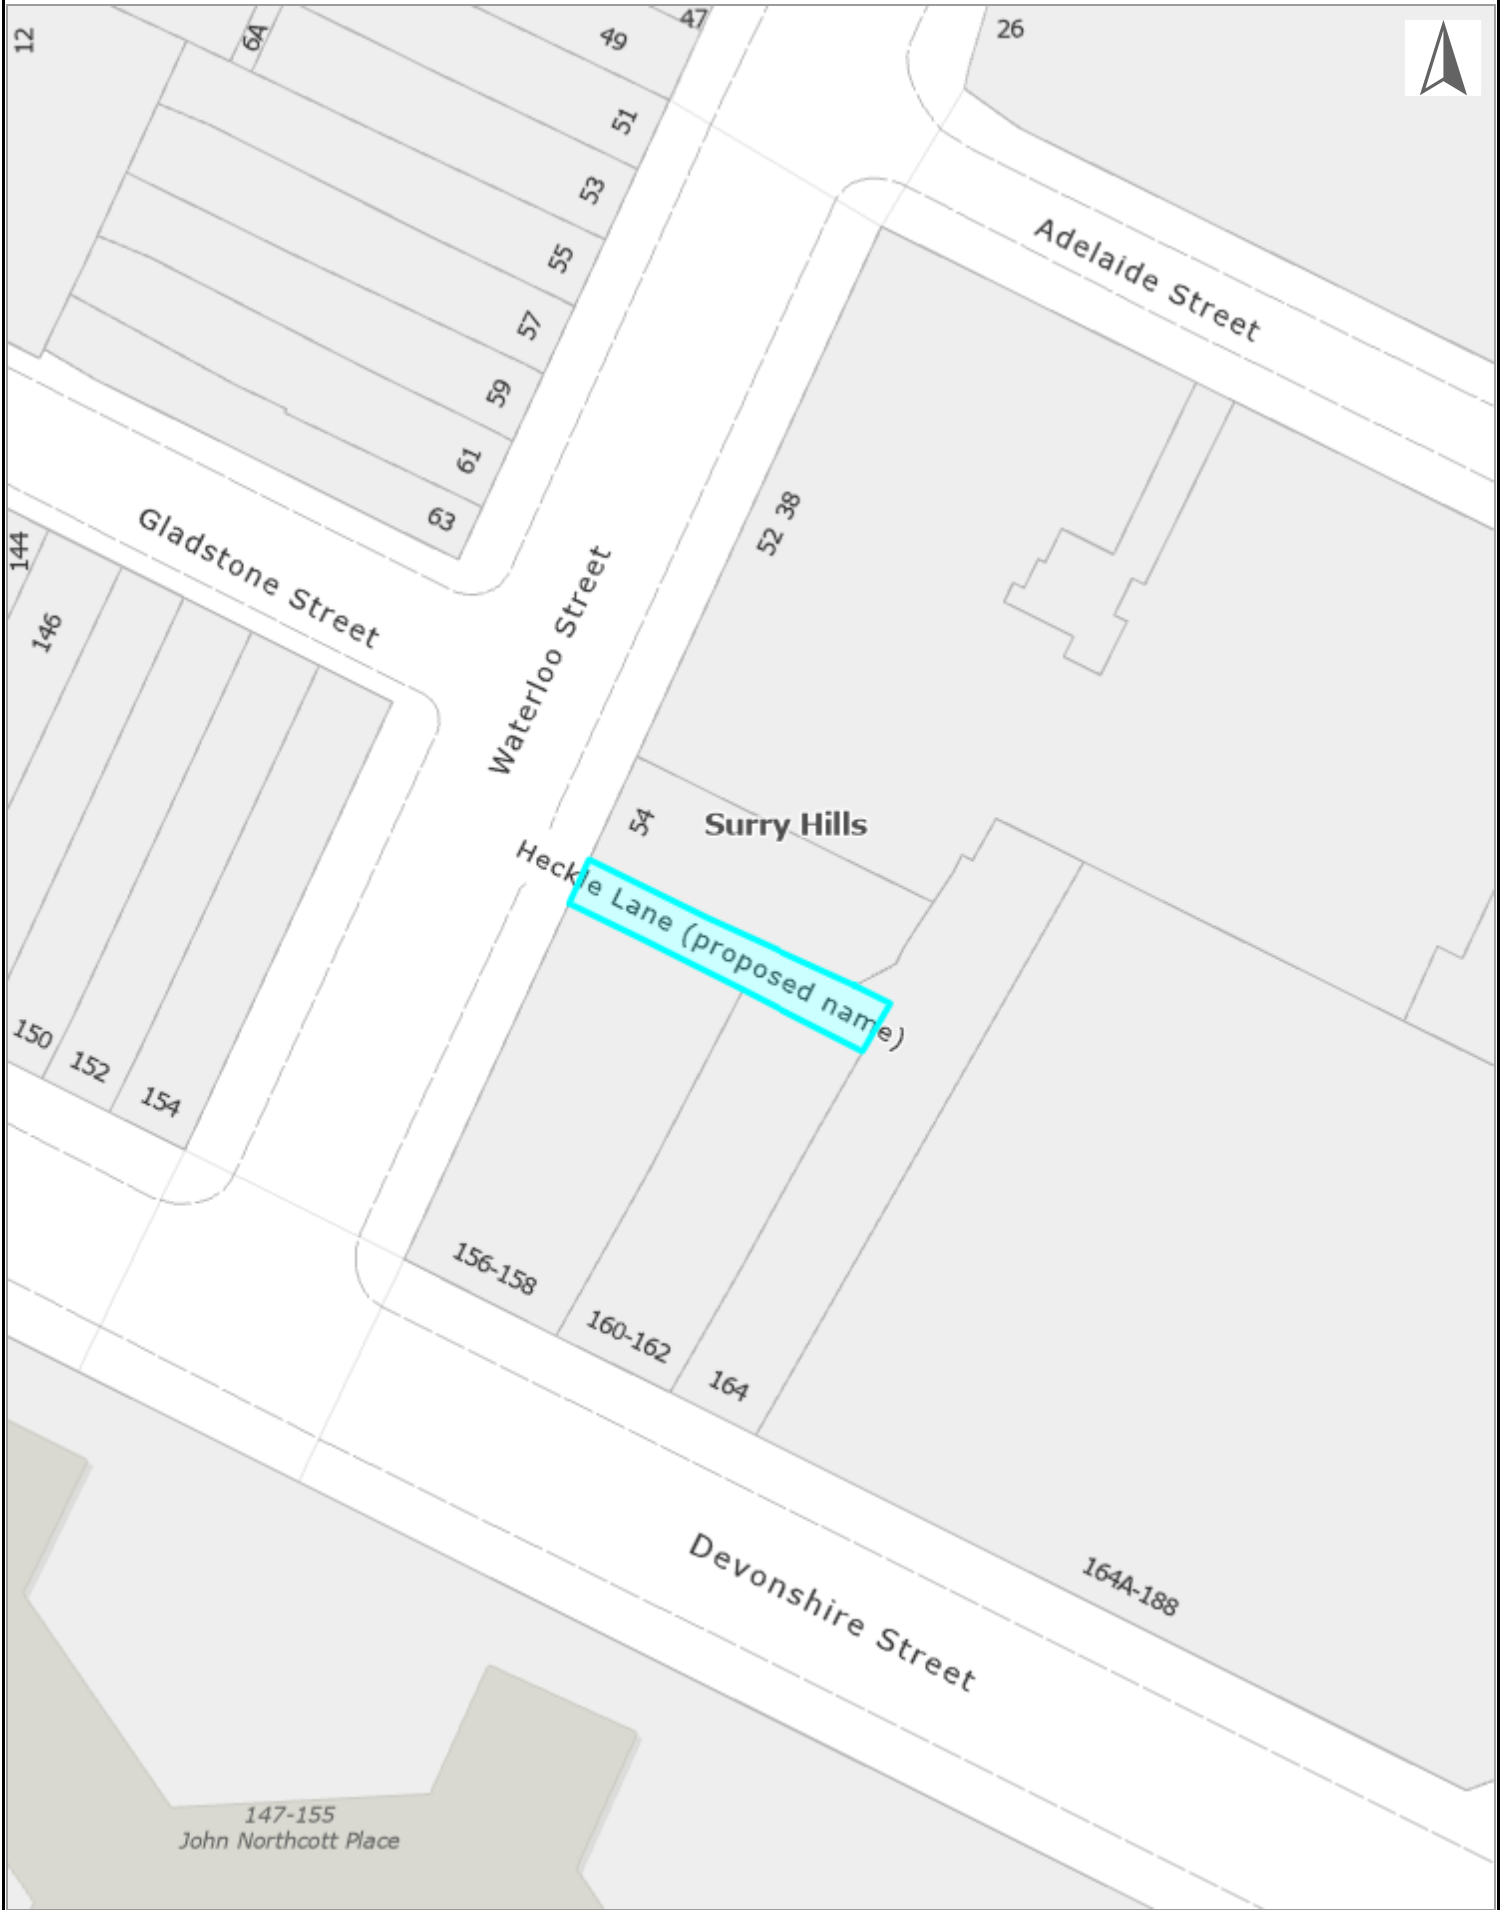 12
6A
49
47
26
51
53
55
57
59
61
63
Adelaide Street
38
52
Gladstone Street
144
146
Waterloo Street
54
Surry Hills
Heckle Lane (proposed name)
150
152
154
156-158
160-162
164
164A-188
Devonshire Street
147-155
John Northcott Place